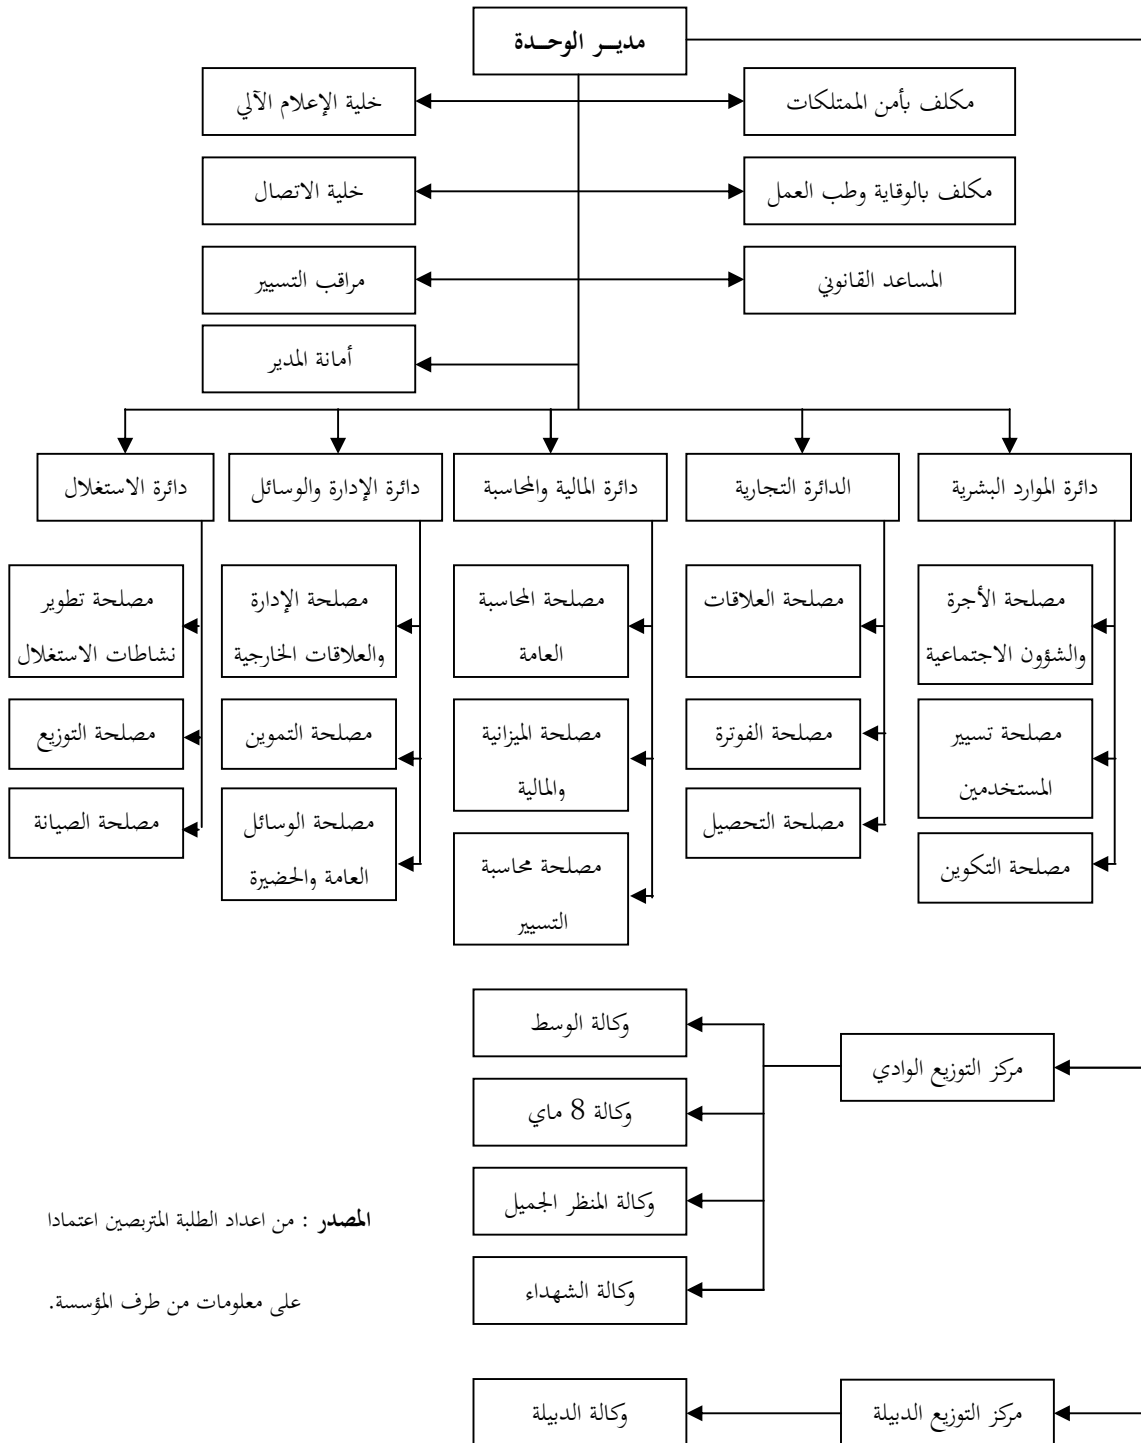 مديــر الوحــدة
مكلف بأمن الممتلكات
خلية الإعلام الآلي
مكلف بالوقاية وطب العمل
خلية الاتصال
المساعد القانوني
مراقب التسيير
أمانة المدير
دائرة الموارد البشرية
الدائرة التجارية
دائرة المالية والمحاسبة
دائرة الإدارة والوسائل
دائرة الاستغلال
مصلحة الأجرة
والشؤون الاجتماعية
مصلحة تسيير
المستخدمين
مصلحة التكوين
مصلحة العلاقات
مصلحة الفوترة
مصلحة التحصيل
مصلحة المحاسبة
العامة
مصلحة الميزانية
والمالية
مصلحة محاسبة
التسيير
مصلحة الإدارة
والعلاقات الخارجية
مصلحة التموين
مصلحة الوسائل
العامة والحضيرة
مصلحة تطوير
نشاطات الاستغلال
مصلحة التوزيع
مصلحة الصيانة
مركز التوزيع الوادي
وكالة الوسط
وكالة 8 ماي
وكالة المنظر الجميل
وكالة الشهداء
مركز التوزيع الدبيلة
وكالة الدبيلة
المصدر : من اعداد الطلبة المتربصين اعتمادا
على معلومات من طرف المؤسسة.